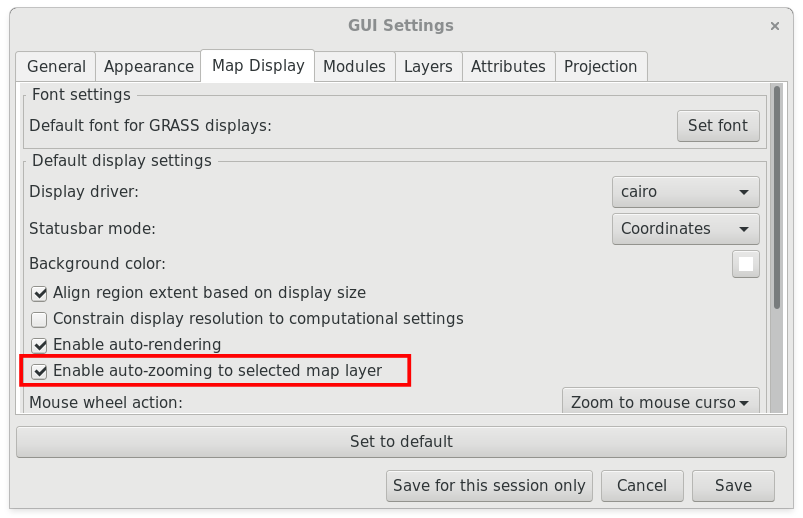 GUI Settings
General Appearance Map Display Modules Layers Attributes Projection
Font settings
Default font for GRASS displays: Set font
Default display settings
Display driver: cairo
Statusbar mode: Coordinates
Background color:
Align region extent based on display size
Constrain display resolution to computational settings
Enable auto-rendering
Enable auto-zooming to selected map layer
Mouse wheel action: Zoom to mouse curso
Set to default
Save for this session only Cancel Save